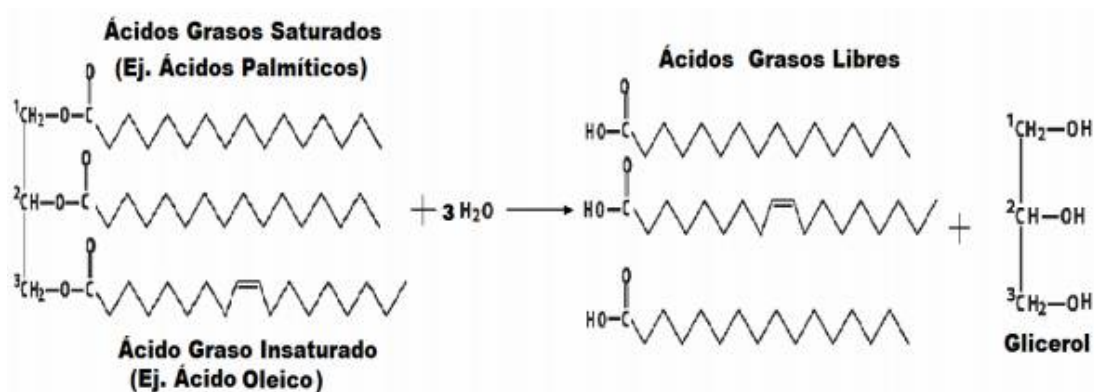 Ácidos Grasos Saturados
(Ej. Ácidos Palmíticos)
O
¹CH₂—O—C
O
²CH—O—C
O
³CH₂—O—C
Ácido Graso Insaturado
(Ej. Ácido Oleico)
+ 3 H₂O
Ácidos Grasos Libres
O
HO—C
O
HO—C
O
HO—C
+
¹CH₂—OH
²CH—OH
³CH₂—OH
Glicerol